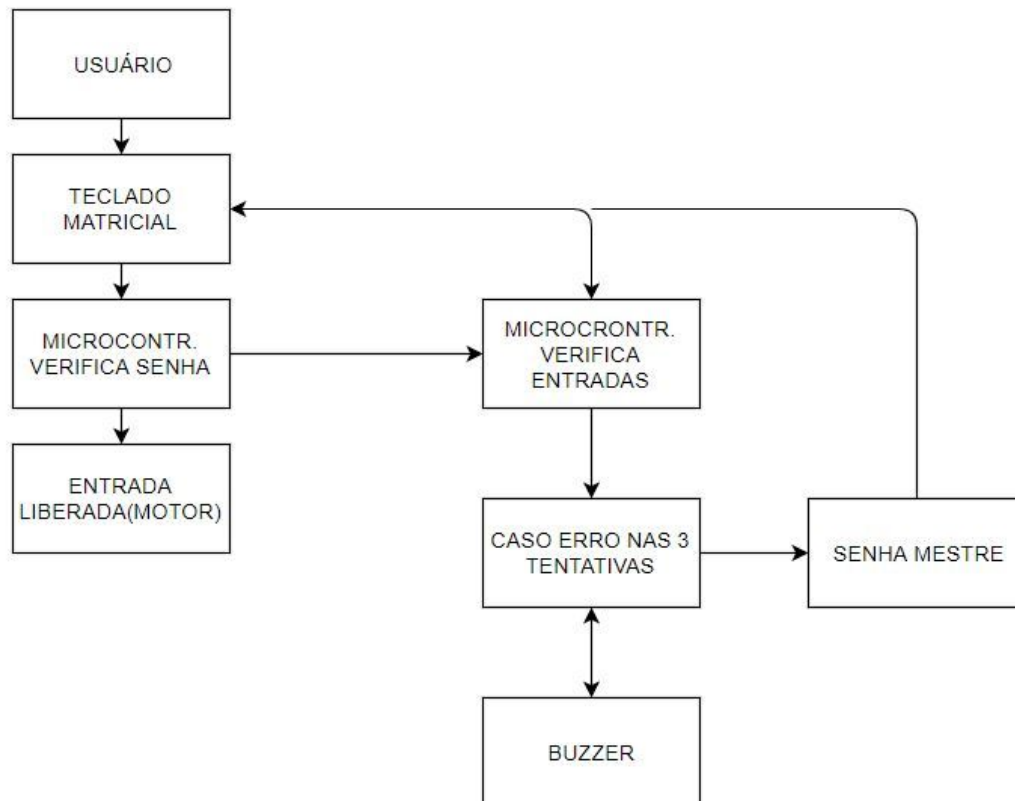 USUÁRIO
TECLADO
MATRICIAL
MICROCONTR.
VERIFICA SENHA
MICROCRONTR.
VERIFICA
ENTRADAS
ENTRADA
LIBERADA(MOTOR)
CASO ERRO NAS 3
TENTATIVAS
SENHA MESTRE
BUZZER